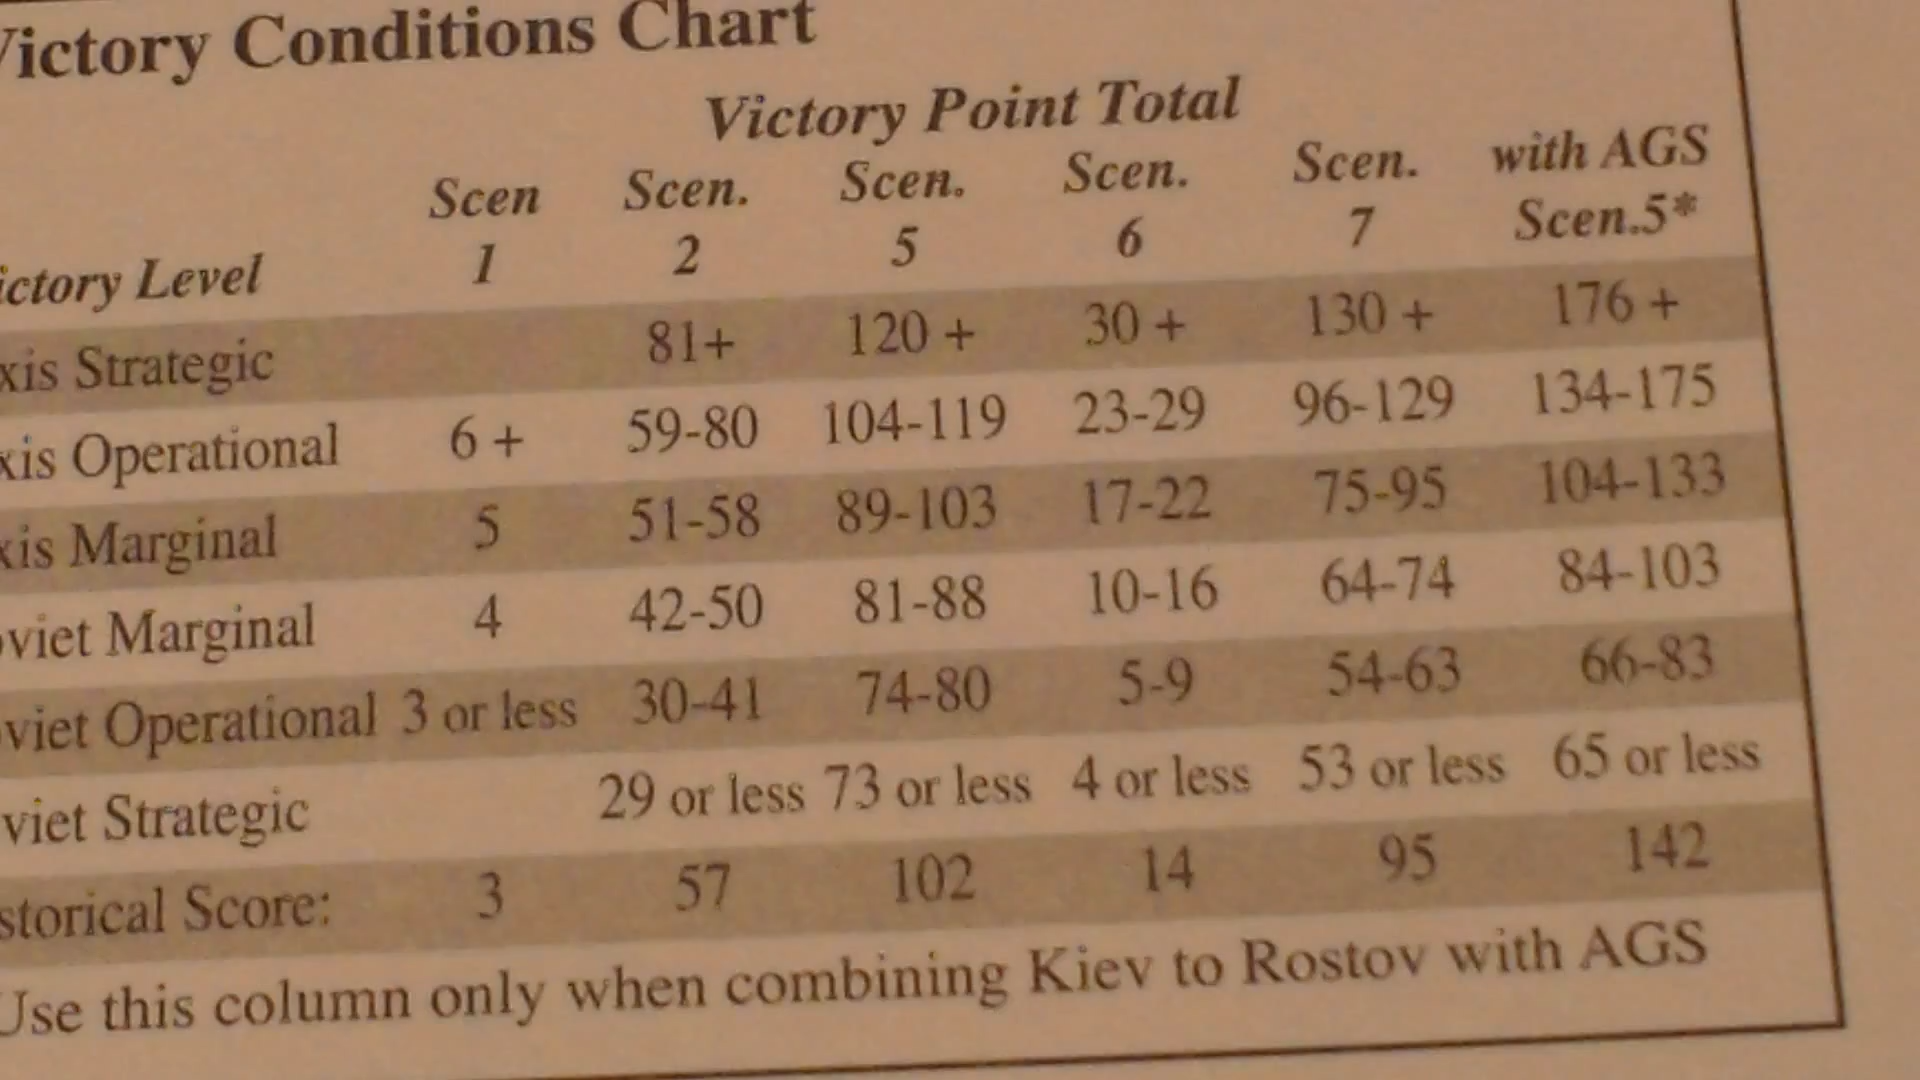 Victory Conditions Chart
Victory Point Total
Scen Scen. Scen. Scen. Scen. with AGS
ictory Level 1 2 5 6 7 Scen.5*
xis Strategic 81+ 120 + 30 + 130 + 176 +
xis Operational 6 + 59-80 104-119 23-29 96-129 134-175
xis Marginal 5 51-58 89-103 17-22 75-95 104-133
oviet Marginal 4 42-50 81-88 10-16 64-74 84-103
oviet Operational 3 or less 30-41 74-80 5-9 54-63 66-83
viet Strategic 29 or less 73 or less 4 or less 53 or less 65 or less
storical Score: 3 57 102 14 95 142
Use this column only when combining Kiev to Rostov with AGS